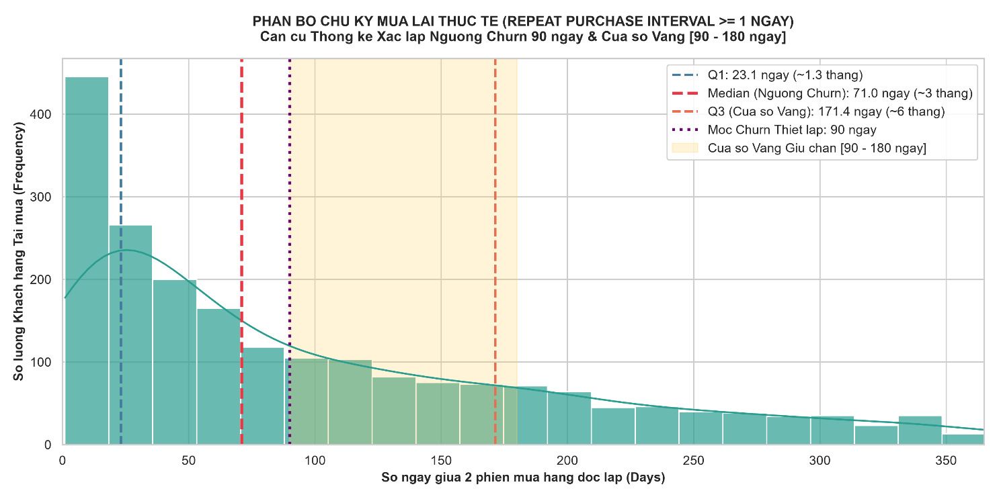 PHAN BO CHU KY MUA LAI THUC TE (REPEAT PURCHASE INTERVAL >= 1 NGAY)
Can cu Thong ke Xac lap Nguong Churn 90 ngay & Cua so Vang [90 - 180 ngay]
Q1: 23.1 ngay (~1.3 thang)
Median (Nguong Churn): 71.0 ngay (~3 thang)
Q3 (Cua so Vang): 171.4 ngay (~6 thang)
Moc Churn Thiet lap: 90 ngay
Cua so Vang Giu chan [90 - 180 ngay]
So luong Khach hang Tai mua (Frequency)
400
300
200
100
0
0 50 100 150 200 250 300 350
So ngay giua 2 phien mua hang doc lap (Days)